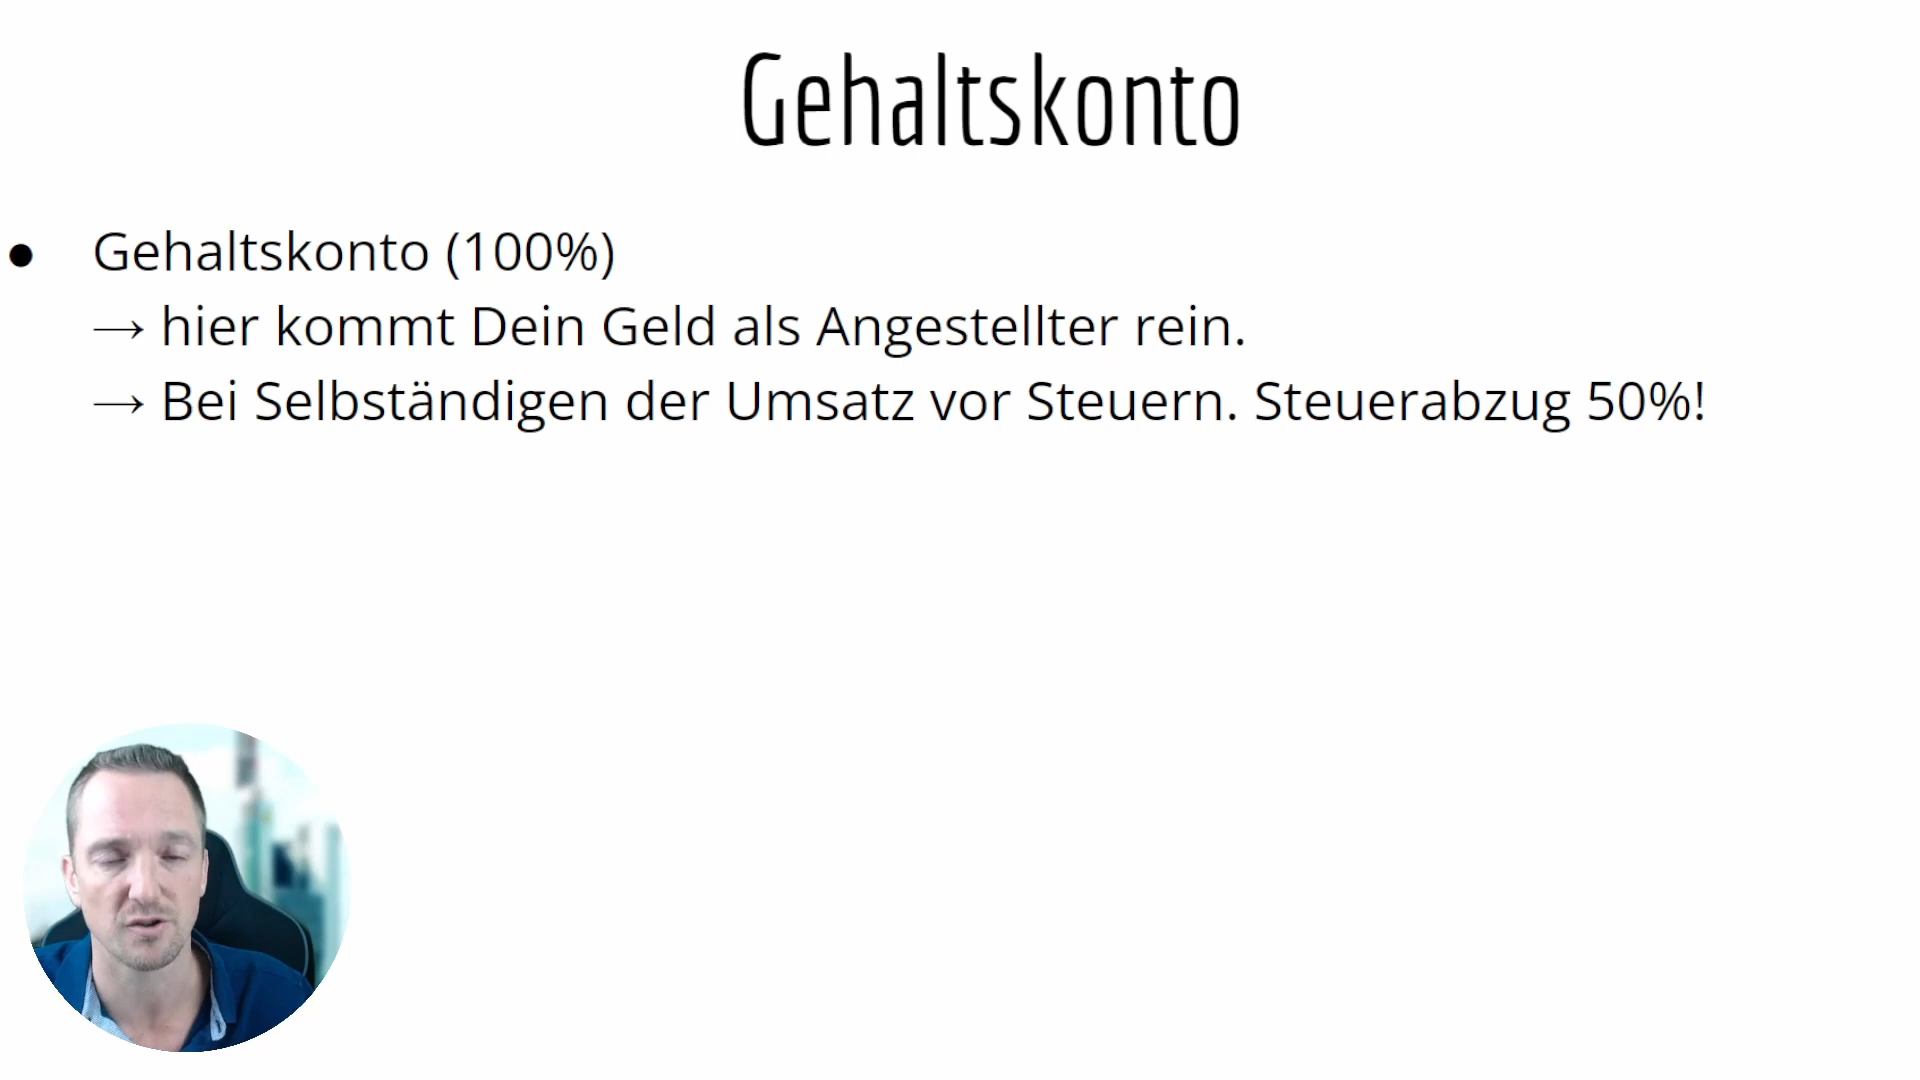 Gehaltskonto
● Gehaltskonto (100%)
→ hier kommt Dein Geld als Angestellter rein.
→ Bei Selbständigen der Umsatz vor Steuern. Steuerabzug 50%!